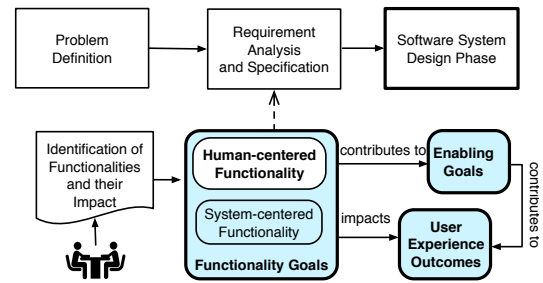 Problem
Definition
Requirement
Analysis
and Specification
Software System
Design Phase
Identification of
Functionalities
and their
Impact
Human-centered
Functionality
System-centered
Functionality
Functionality Goals
contributes to
impacts
Enabling
Goals
User
Experience
Outcomes
contributes to